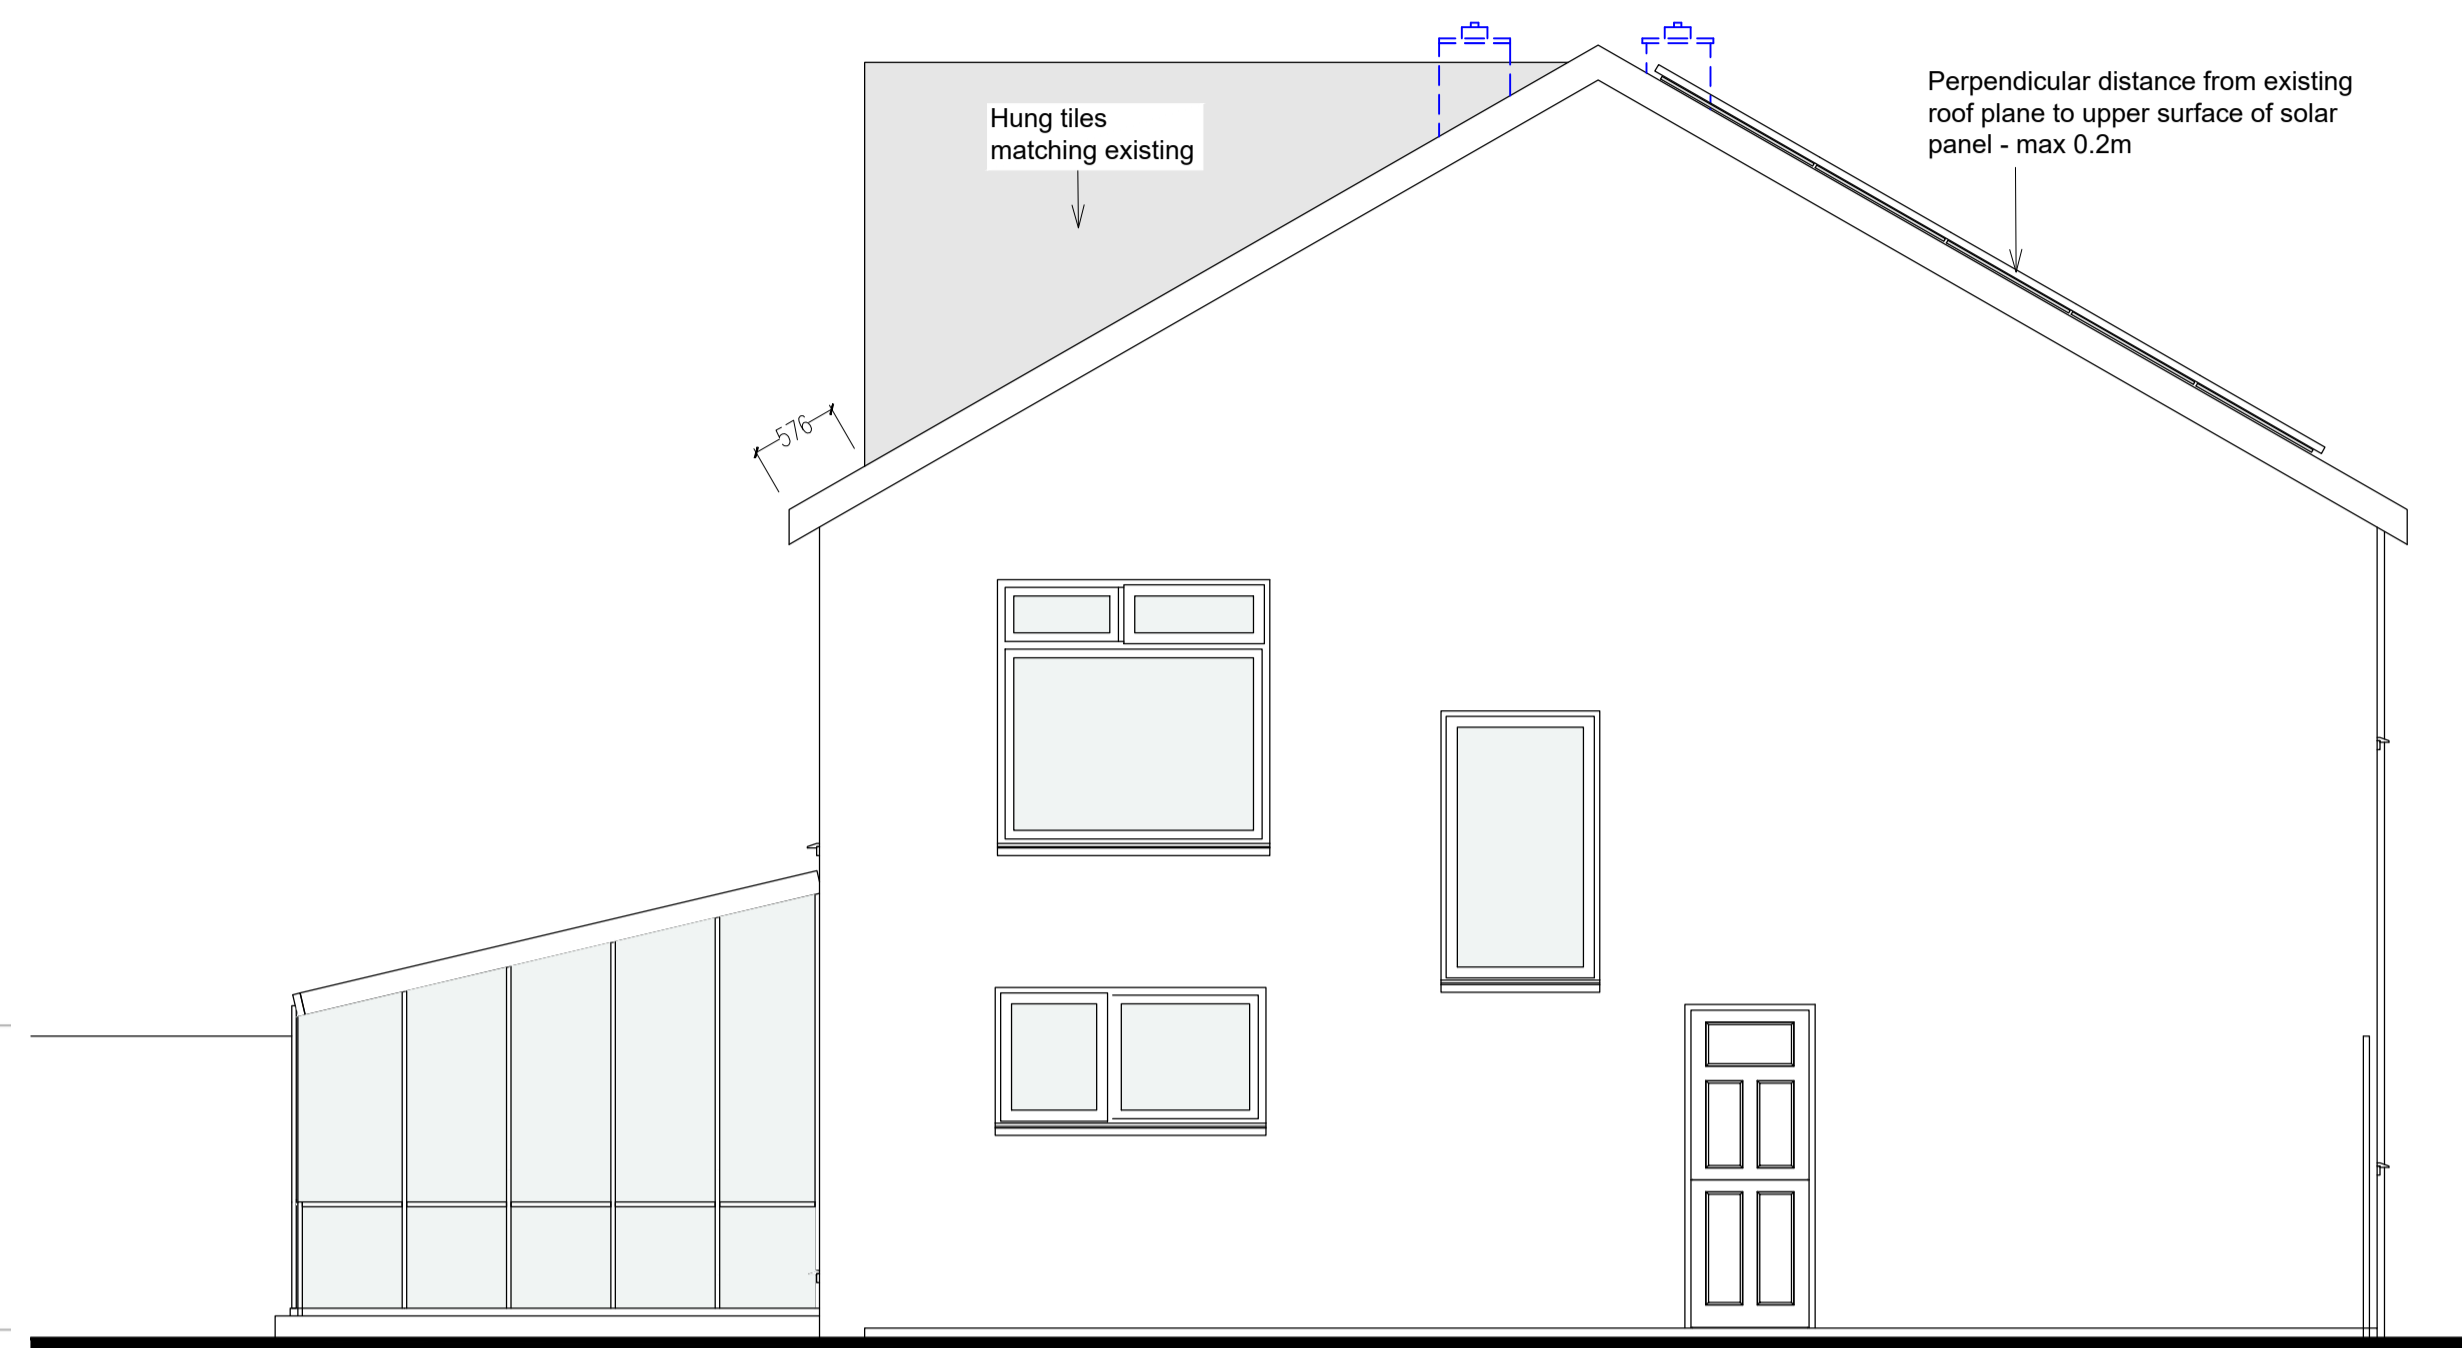 Hung tiles
matching existing
Perpendicular distance from existing
roof plane to upper surface of solar
panel - max 0.2m
576